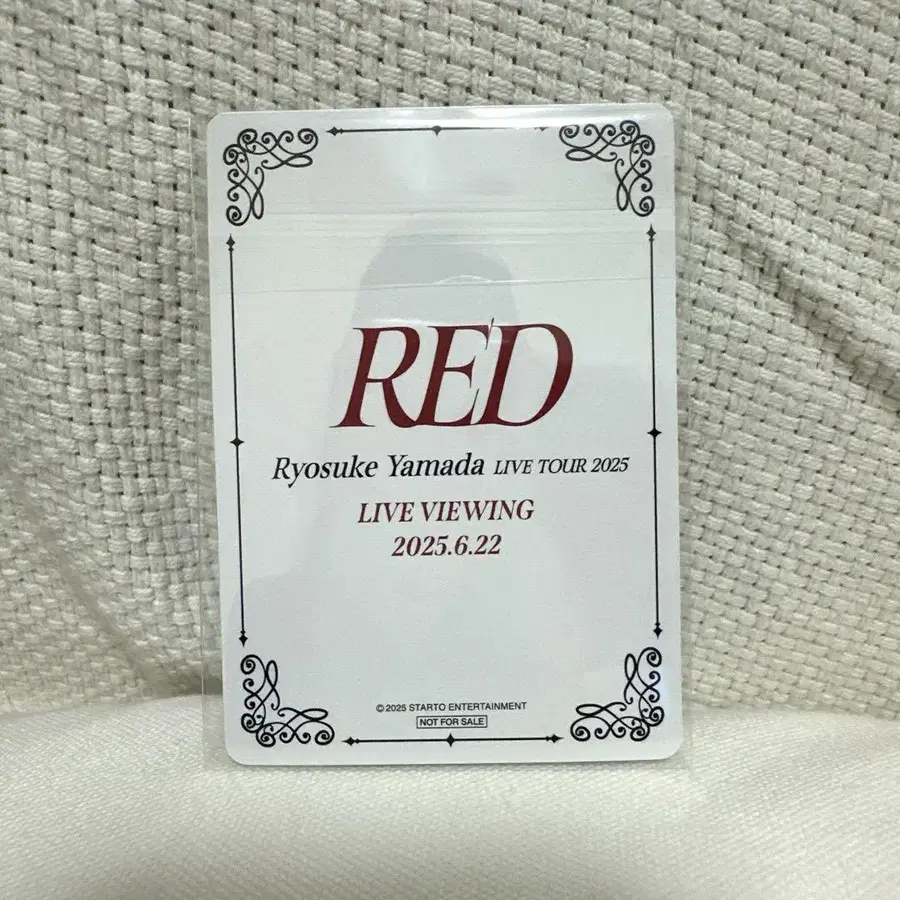 RED
Ryosuke Yamada LIVE TOUR 2025
LIVE VIEWING
2025.6.22
© 2025 STARTO ENTERTAINMENT
NOT FOR SALE